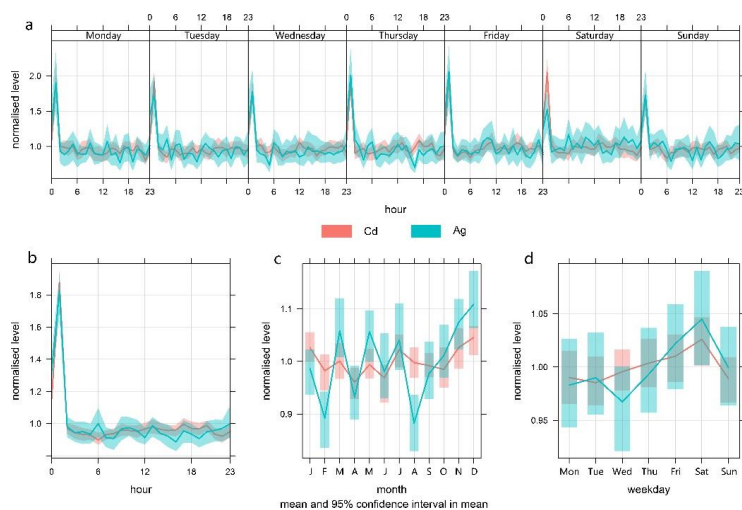 a
0 6 12 18 23 0 6 12 18 23 0 6 12 18 23
Monday Tuesday Wednesday Thursday Friday Saturday Sunday
normalised level
2.0
1.5
1.0
0 6 12 18 23 0 6 12 18 23 0 6 12 18 23 0 6 12 18 23
hour
Cd Ag
b
normalised level
1.8
1.6
1.4
1.2
1.0
0 6 12 18 23
hour
c
normalised level
1.1
1.0
0.9
J F M A M J J A S O N D
month
mean and 95% confidence interval in mean
d
normalised level
1.05
1.00
0.95
Mon Tue Wed Thu Fri Sat Sun
weekday